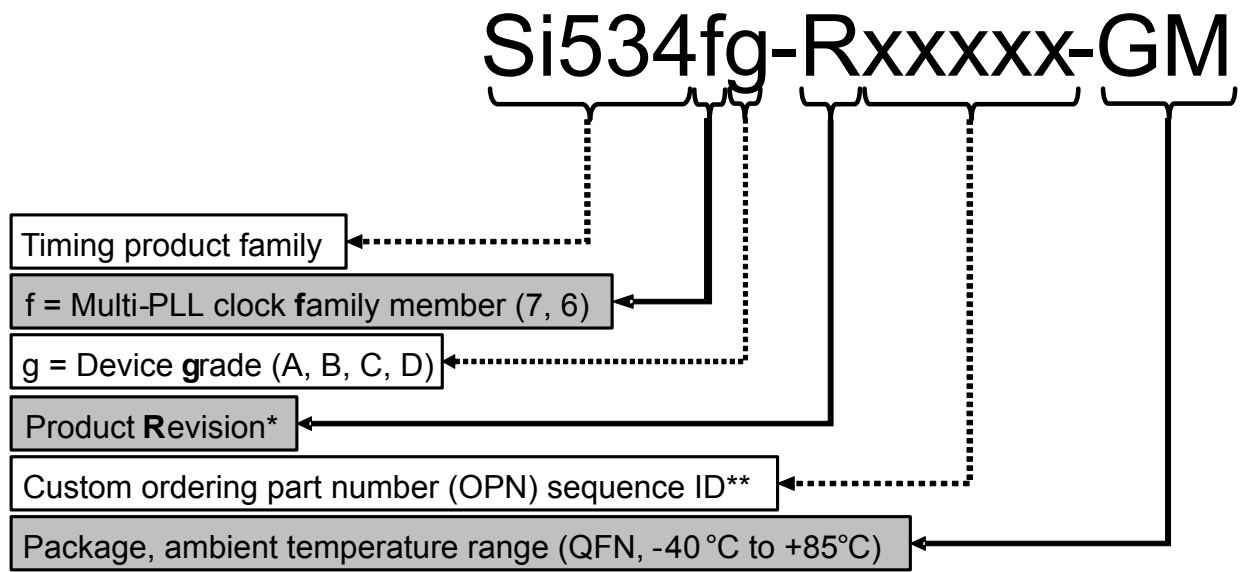 Si534fg-Rxxxxx-GM
Timing product family
f = Multi-PLL clock family member (7, 6)
g = Device grade (A, B, C, D)
Product Revision*
Custom ordering part number (OPN) sequence ID**
Package, ambient temperature range (QFN, -40 °C to +85°C)